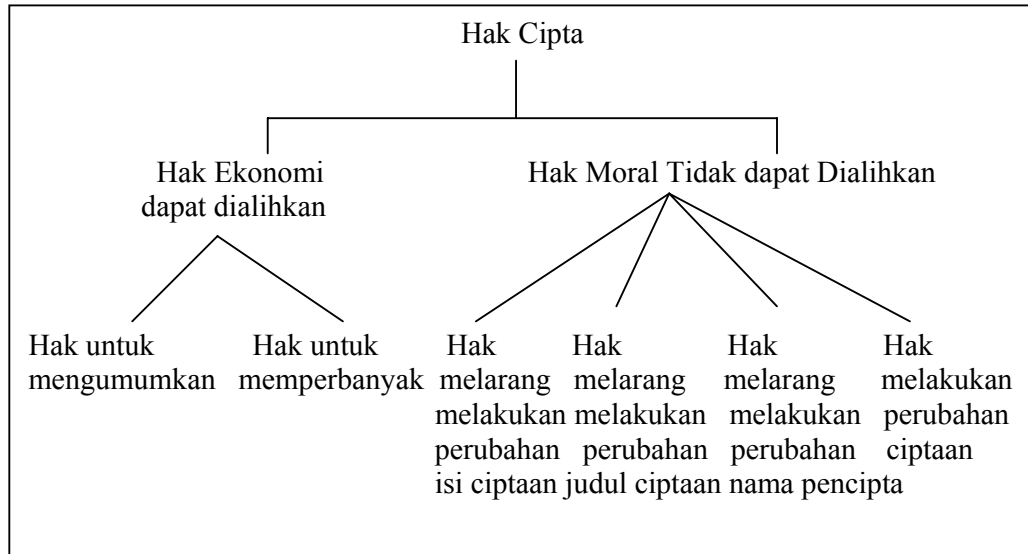 Hak Cipta
Hak Ekonomi
dapat dialihkan
Hak Moral Tidak dapat Dialihkan
Hak untuk
mengumumkan
Hak untuk
memperbanyak
Hak
melarang
melakukan
perubahan
isi ciptaan
Hak
melarang
melakukan
perubahan
judul ciptaan
Hak
melarang
melakukan
perubahan
nama pencipta
Hak
melakukan
perubahan
ciptaan